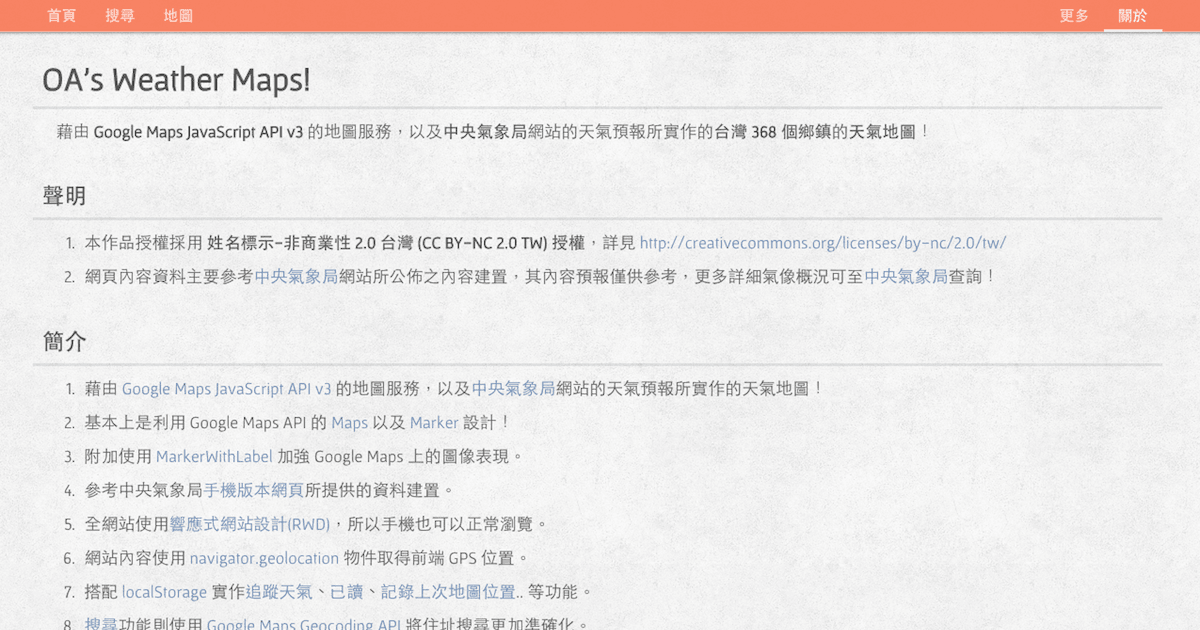 首頁 搜尋 地圖 更多 關於
OA's Weather Maps!
藉由 Google Maps JavaScript API v3 的地圖服務，以及中央氣象局網站的天氣預報所實作的台灣 368 個鄉鎮的天氣地圖！
聲明
1. 本作品授權採用 姓名標示-非商業性 2.0 台灣 (CC BY-NC 2.0 TW) 授權，詳見 http://creativecommons.org/licenses/by-nc/2.0/tw/
2. 網頁內容資料主要參考中央氣象局網站所公佈之內容建置，其內容預報僅供參考，更多詳細氣像概況可至中央氣象局查詢！
簡介
1. 藉由 Google Maps JavaScript API v3 的地圖服務，以及中央氣象局網站的天氣預報所實作的天氣地圖！
2. 基本上是利用 Google Maps API 的 Maps 以及 Marker 設計！
3. 附加使用 MarkerWithLabel 加強 Google Maps 上的圖像表現。
4. 參考中央氣象局手機版本網頁所提供的資料建置。
5. 全網站使用響應式網站設計(RWD)，所以手機也可以正常瀏覽。
6. 網站內容使用 navigator.geolocation 物件取得前端 GPS 位置。
7. 搭配 localStorage 實作追蹤天氣、已讀、記錄上次地圖位置.. 等功能。
8. 搜尋功能則使用 Google Maps Geocoding API 將住址搜尋更加準確化。